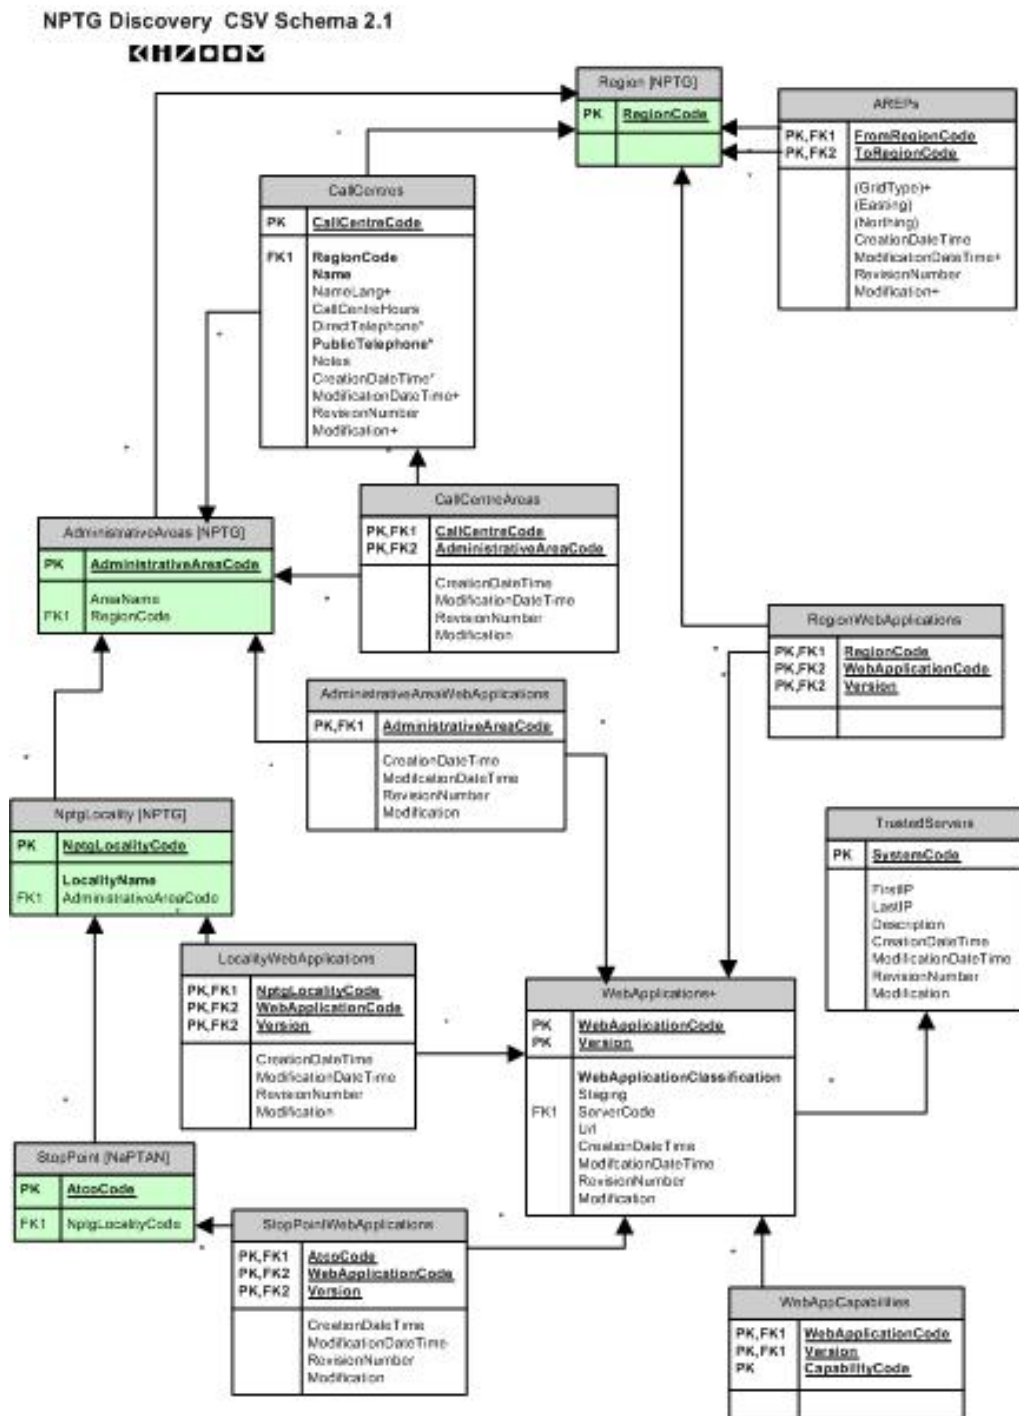 NPTG Discovery CSV Schema 2.1
KIZOOM
Region [NPTG]
PK RegionCode
AREPs
PK,FK1 FromRegionCode
PK,FK2 ToRegionCode
(GridType)+
(Easting)
(Northing)
CreationDateTime
ModificationDateTime+
RevisionNumber
Modification+
CallCentres
PK CallCentreCode
FK1 RegionCode
Name
NameLang+
CallCentreHours
DirectTelephone*
PublicTelephone*
Notes
CreationDateTime*
ModificationDateTime+
RevisionNumber
Modification+
CallCentreAreas
PK,FK1 CallCentreCode
PK,FK2 AdministrativeAreaCode
CreationDateTime
ModificationDateTime
RevisionNumber
Modification
AdministrativeAreas [NPTG]
PK AdministrativeAreaCode
AreaName
FK1 RegionCode
RegionWebApplications
PK,FK1 RegionCode
PK,FK2 WebApplicationCode
PK,FK2 Version
AdministrativeAreaWebApplications
PK,FK1 AdministrativeAreaCode
CreationDateTime
ModifcationDateTime
RevisionNumber
Modification
NptgLocality [NPTG]
PK NptgLocalityCode
LocalityName
FK1 AdministrativeAreaCode
TrustedServers
PK SystemCode
FirstIP
LastIP
Description
CreationDateTime
ModificationDateTime
RevisionNumber
Modification
LocalityWebApplications
PK,FK1 NptgLocalityCode
PK,FK2 WebApplicationCode
PK,FK2 Version
CreationDateTime
ModificationDateTime
RevisionNumber
Modification
WebApplications+
PK WebApplicationCode
PK Version
WebApplicationClassification
Staging
FK1 ServerCode
Url
CreationDateTime
ModifcationDateTime
RevisionNumber
Modification
StopPoint [NaPTAN]
PK AtcoCode
FK1 NptgLocalityCode
StopPointWebApplications
PK,FK1 AtcoCode
PK,FK2 WebApplicationCode
PK,FK2 Version
CreationDateTime
ModificationDateTime
RevisionNumber
Modification
WebAppCapabilities
PK,FK1 WebApplicationCode
PK,FK1 Version
PK CapabilityCode